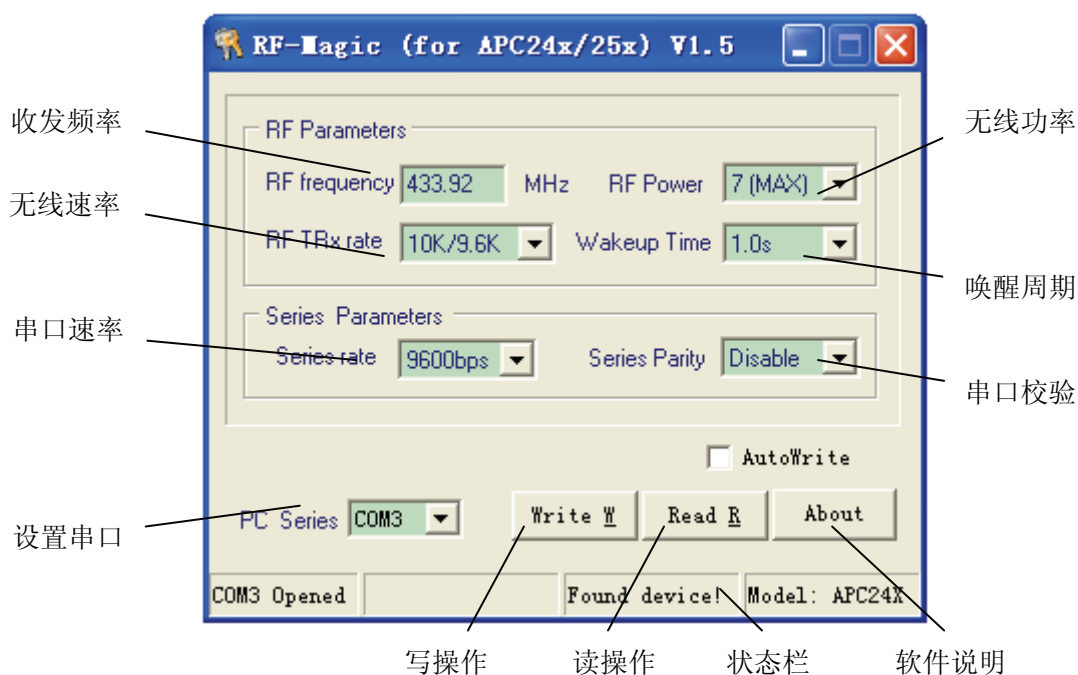 RF-Magic (for APC24x/25x) V1.5
收发频率
无线功率
RF Parameters
RF frequency 433.92 MHz RF Power 7 (MAX)
无线速率
RF TRx rate 10K/9.6K Wakeup Time 1.0s
唤醒周期
Series Parameters
串口速率
Series rate 9600bps Series Parity Disable
串口校验
AutoWrite
设置串口
PC Series COM3 Write W Read R About
COM3 Opened Found device! Model: APC24X
写操作 读操作 状态栏 软件说明